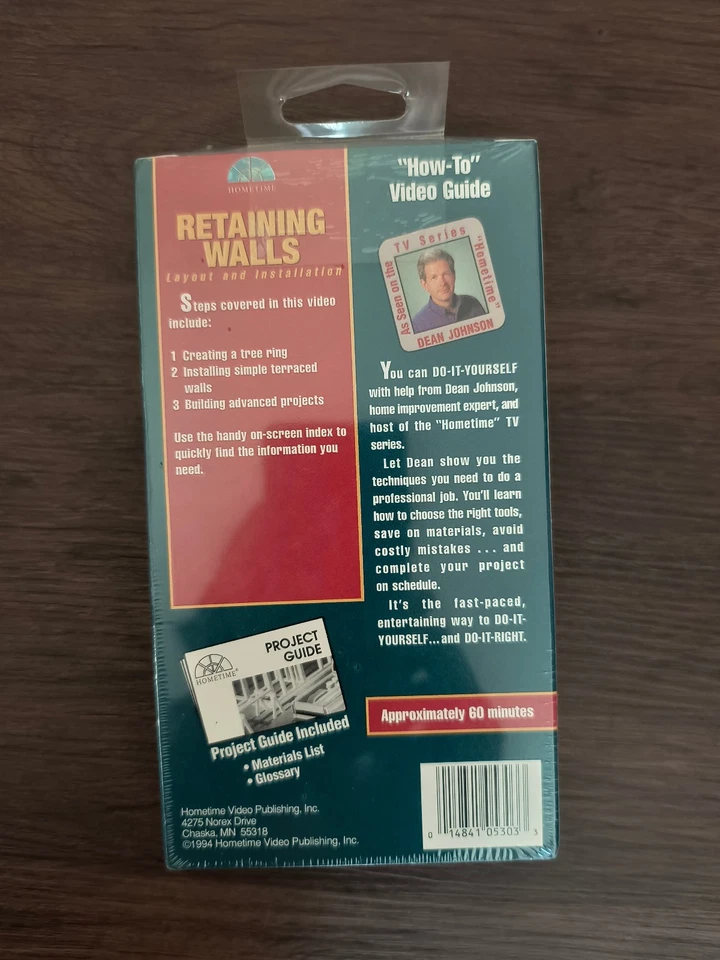 HOMETIME
RETAINING
WALLS
Layout and Installation
Steps covered in this video
include:
1 Creating a tree ring
2 Installing simple terraced
walls
3 Building advanced projects
Use the handy on-screen index to
quickly find the information you
need.
"How-To"
Video Guide
As Seen on the
TV Series
"Hometime"
DEAN JOHNSON
You can DO-IT-YOURSELF
with help from Dean Johnson,
home improvement expert, and
host of the "Hometime" TV
series.
Let Dean show you the
techniques you need to do a
professional job. You'll learn
how to choose the right tools,
save on materials, avoid
costly mistakes ... and
complete your project
on schedule.
It's the fast-paced,
entertaining way to DO-IT-
YOURSELF...and DO-IT-RIGHT.
PROJECT
GUIDE
HOMETIME®
Project Guide Included
• Materials List
• Glossary
Approximately 60 minutes
Hometime Video Publishing, Inc.
4275 Norex Drive
Chaska, MN 55318
©1994 Hometime Video Publishing, Inc.
0 14841 05303 3